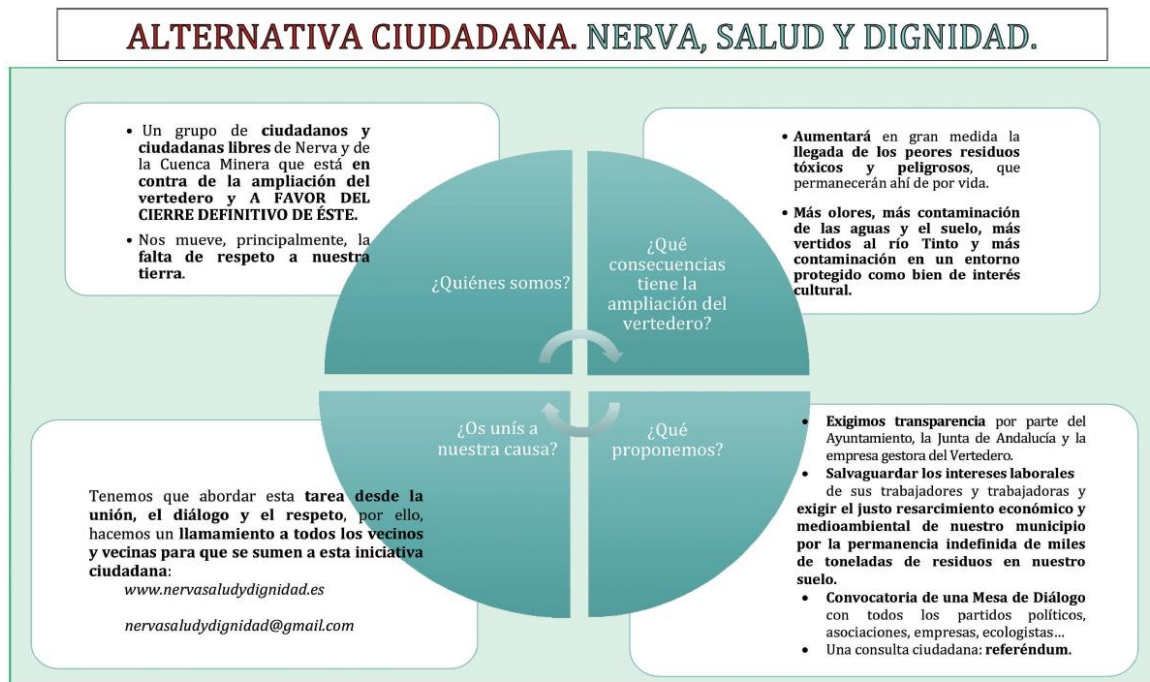 ALTERNATIVA CIUDADANA. NERVA, SALUD Y DIGNIDAD.
• Un grupo de ciudadanos y
ciudadanas libres de Nerva y de
la Cuenca Minera que está en
contra de la ampliación del
vertedero y A FAVOR DEL
CIERRE DEFINITIVO DE ÉSTE.
• Nos mueve, principalmente, la
falta de respeto a nuestra
tierra.
¿Quiénes somos?
¿Qué
consecuencias
tiene la
ampliación del
vertedero?
• Aumentará en gran medida la
llegada de los peores residuos
tóxicos y peligrosos, que
permanecerán ahí de por vida.
• Más olores, más contaminación
de las aguas y el suelo, más
vertidos al río Tinto y más
contaminación en un entorno
protegido como bien de interés
cultural.
¿Os unís a
nuestra causa?
Tenemos que abordar esta tarea desde la
unión, el diálogo y el respeto, por ello,
hacemos un llamamiento a todos los vecinos
y vecinas para que se sumen a esta iniciativa
ciudadana:
www.nervasaludydignidad.es
nervasaludydignidad@gmail.com
¿Qué
proponemos?
• Exigimos transparencia por parte del
Ayuntamiento, la Junta de Andalucía y la
empresa gestora del Vertedero.
• Salvaguardar los intereses laborales
de sus trabajadores y trabajadoras y
exigir el justo resarcimiento económico y
medioambiental de nuestro municipio
por la permanencia indefinida de miles
de toneladas de residuos en nuestro
suelo.
• Convocatoria de una Mesa de Diálogo
con todos los partidos políticos,
asociaciones, empresas, ecologistas...
• Una consulta ciudadana: referéndum.